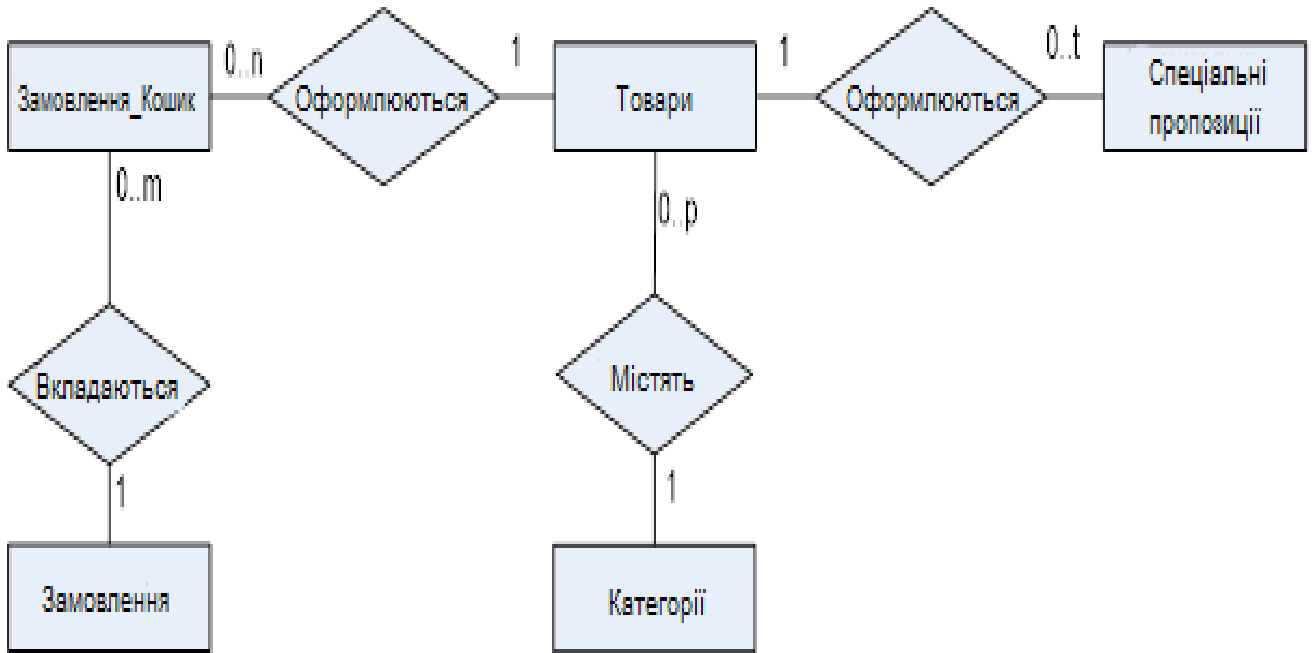 Замовлення_Кошик
0..n
Оформлюються
1
Товари
1
Оформлюються
0..t
Спеціальні
пропозиції
0..m
0..p
Вкладаються
Містять
1
1
Замовлення
Категорії